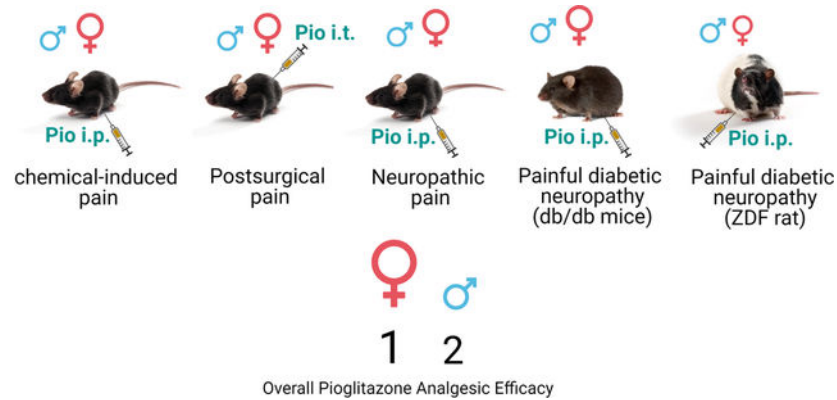 Pio i.t.
Pio i.p.
Pio i.p.
Pio i.p.
Pio i.p.
chemical-induced
pain
Postsurgical
pain
Neuropathic
pain
Painful diabetic
neuropathy
(db/db mice)
Painful diabetic
neuropathy
(ZDF rat)
1 2
Overall Pioglitazone Analgesic Efficacy